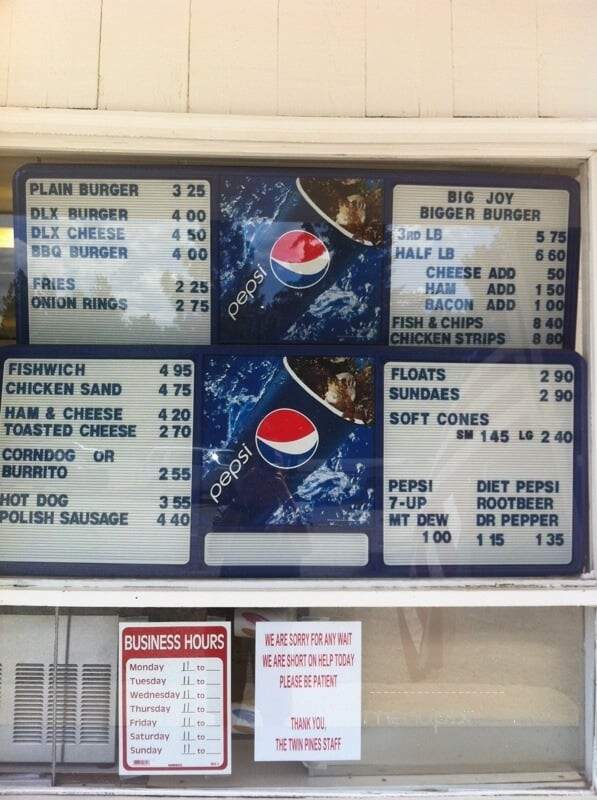 PLAIN BURGER 3 25
DLX BURGER 4 00
DLX CHEESE 4 50
BBQ BURGER 4 00
FRIES 2 25
ONION RINGS 2 75
pepsi
BIG JOY
BIGGER BURGER
3RD LB 5 75
HALF LB 6 60
CHEESE ADD 50
HAM ADD 1 50
BACON ADD 1 00
FISH & CHIPS 8 40
CHICKEN STRIPS 8 80
FISHWICH 4 95
CHICKEN SAND 4 75
HAM & CHEESE 4 20
TOASTED CHEESE 2 70
CORNDOG OR
BURRITO 2 55
HOT DOG 3 55
POLISH SAUSAGE 4 40
pepsi
FLOATS 2 90
SUNDAES 2 90
SOFT CONES
SM 1 45 LG 2 40
PEPSI DIET PEPSI
7-UP ROOTBEER
MT DEW DR PEPPER
1 00 1 15 1 35
BUSINESS HOURS
Monday 11 to
Tuesday 11 to
Wednesday 11 to
Thursday 11 to
Friday 11 to
Saturday 11 to
Sunday 11 to
WE ARE SORRY FOR ANY WAIT
WE ARE SHORT ON HELP TODAY
PLEASE BE PATIENT
THANK YOU,
THE TWIN PINES STAFF